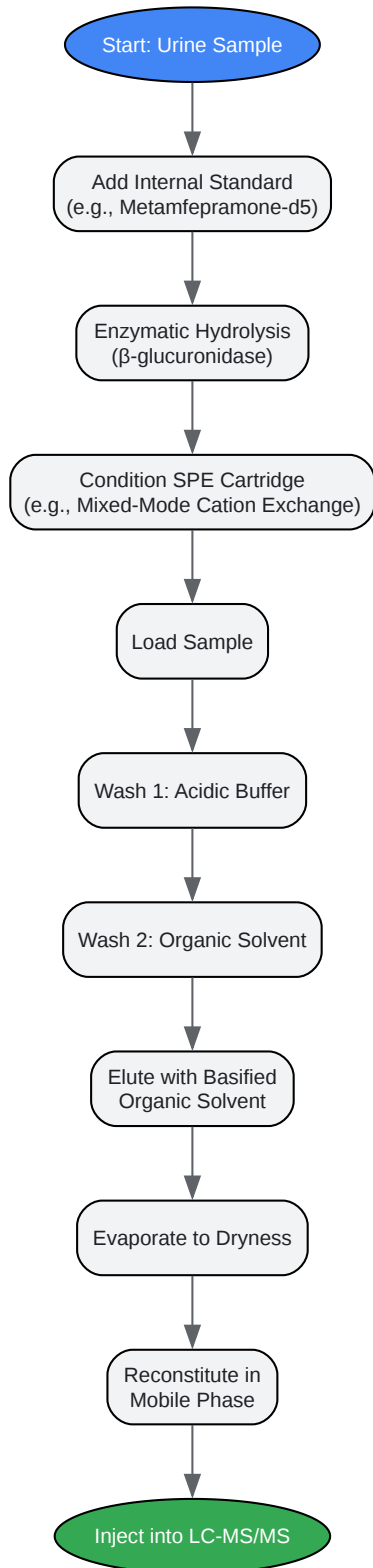 Start: Urine Sample
Add Internal Standard
(e.g., Metamfepramone-d5)
Enzymatic Hydrolysis
(β-glucuronidase)
Condition SPE Cartridge
(e.g., Mixed-Mode Cation Exchange)
Load Sample
Wash 1: Acidic Buffer
Wash 2: Organic Solvent
Elute with Basified
Organic Solvent
Evaporate to Dryness
Reconstitute in
Mobile Phase
Inject into LC-MS/MS